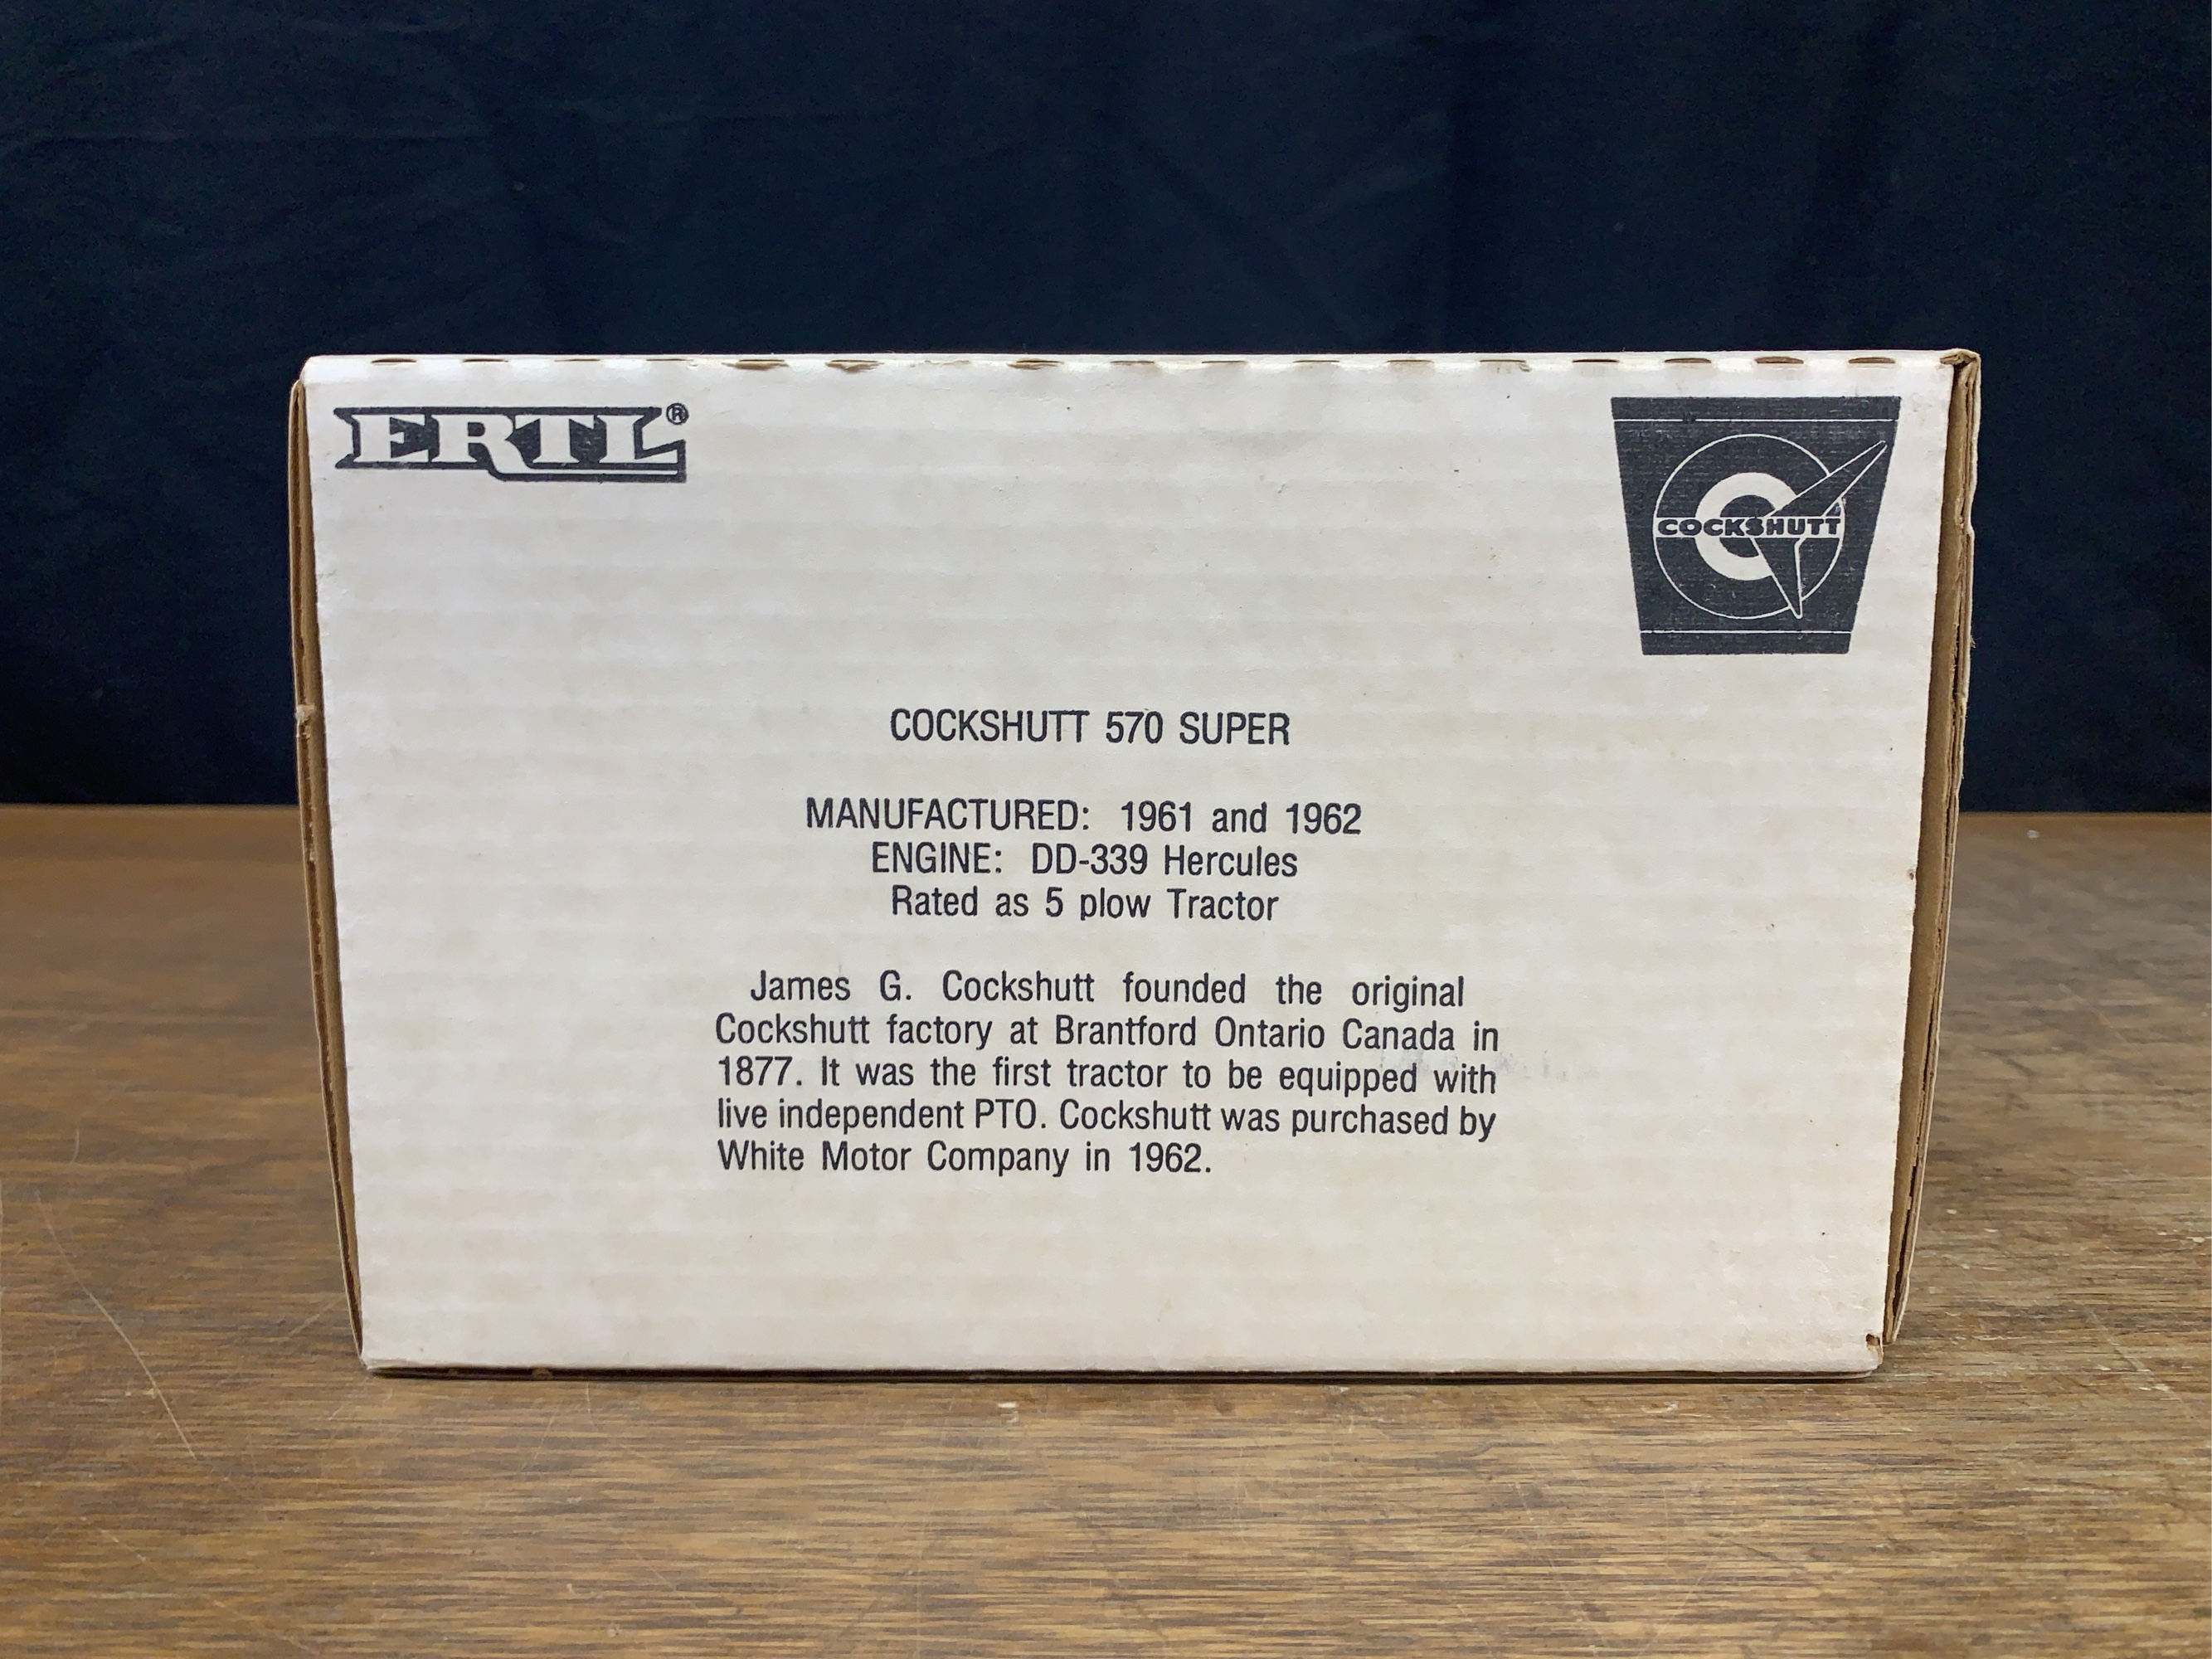 ERTL®
COCKSHUTT
COCKSHUTT 570 SUPER
MANUFACTURED: 1961 and 1962
ENGINE: DD-339 Hercules
Rated as 5 plow Tractor
James G. Cockshutt founded the original
Cockshutt factory at Brantford Ontario Canada in
1877. It was the first tractor to be equipped with
live independent PTO. Cockshutt was purchased by
White Motor Company in 1962.